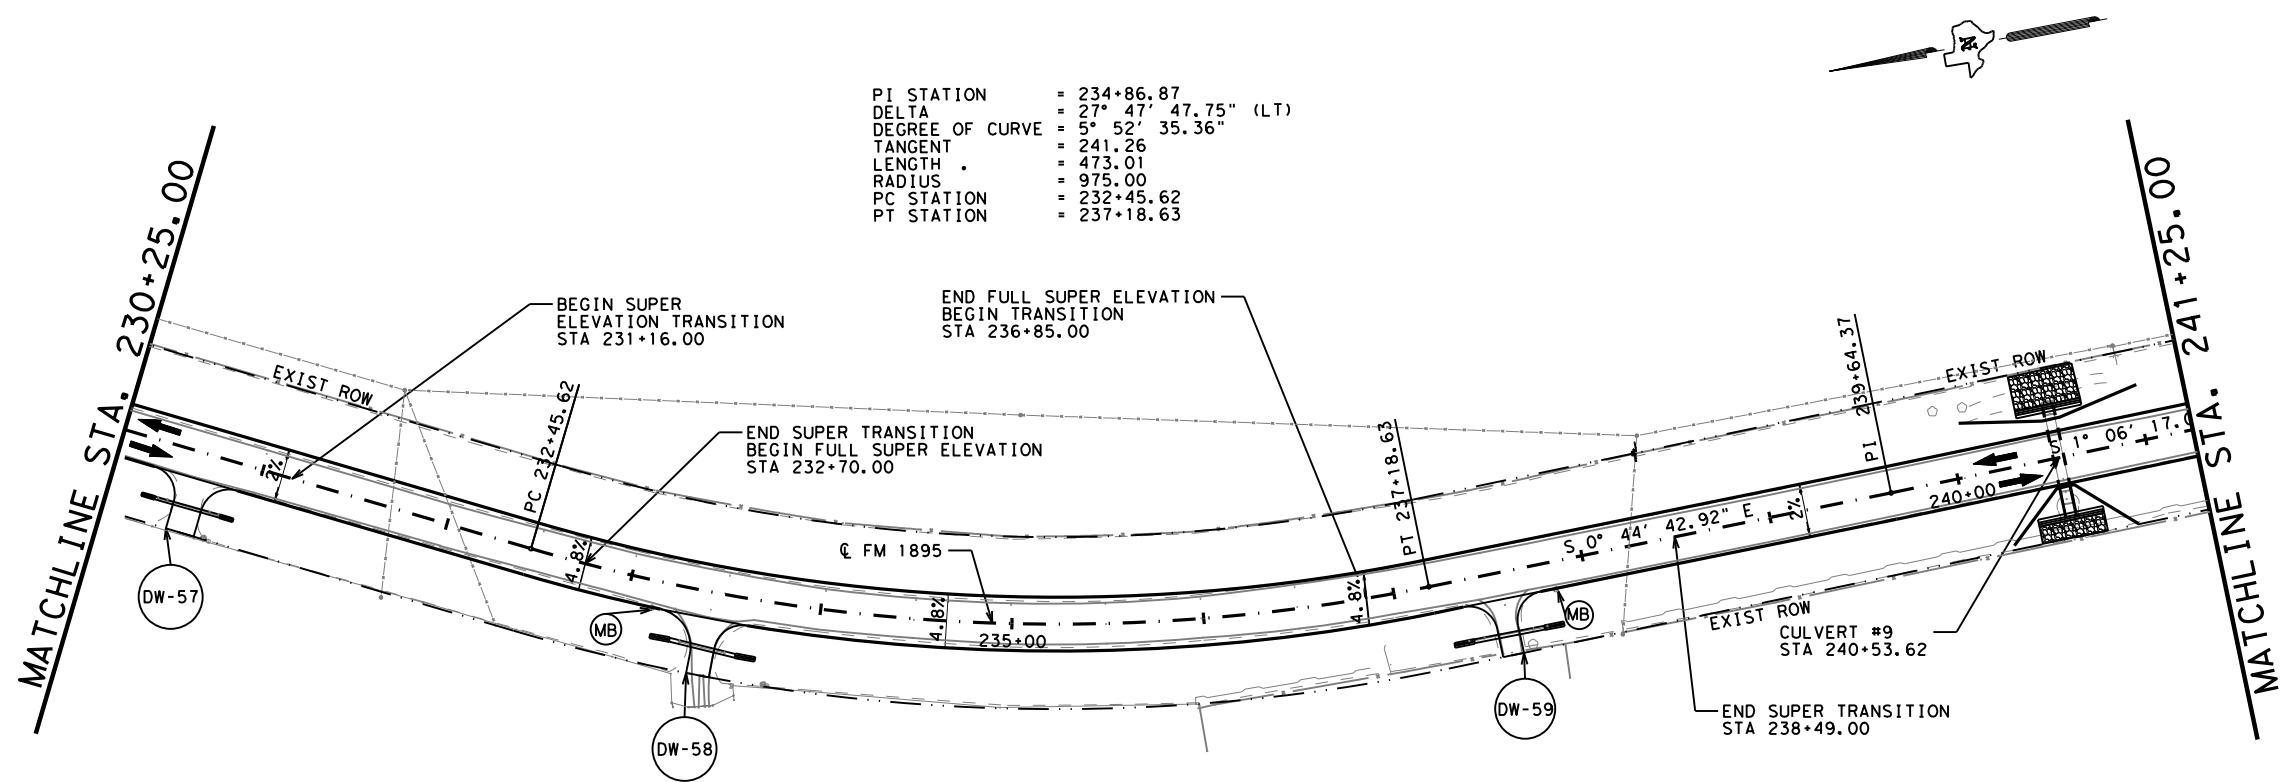 PI STATION = 234+86.87
DELTA = 27° 47' 47.75" (LT)
DEGREE OF CURVE = 5° 52' 35.36"
TANGENT = 241.26
LENGTH . = 473.01
RADIUS = 975.00
PC STATION = 232+45.62
PT STATION = 237+18.63
MATCHLINE STA. 230+25.00
EXIST ROW
BEGIN SUPER
ELEVATION TRANSITION
STA 231+16.00
2%
PC 232+45.62
END SUPER TRANSITION
BEGIN FULL SUPER ELEVATION
STA 232+70.00
4.8%
END FULL SUPER ELEVATION
BEGIN TRANSITION
STA 236+85.00
℄ FM 1895
4.8%
235+00
4.8%
PT 237+18.63
S 0° 44' 42.92" E
2%
PI 239+64.37
240+00
EXIST ROW
S 1° 06' 17.0
MATCHLINE STA. 241+25.00
DW-57
MB
DW-58
DW-59
MB
EXIST ROW
CULVERT #9
STA 240+53.62
END SUPER TRANSITION
STA 238+49.00
N